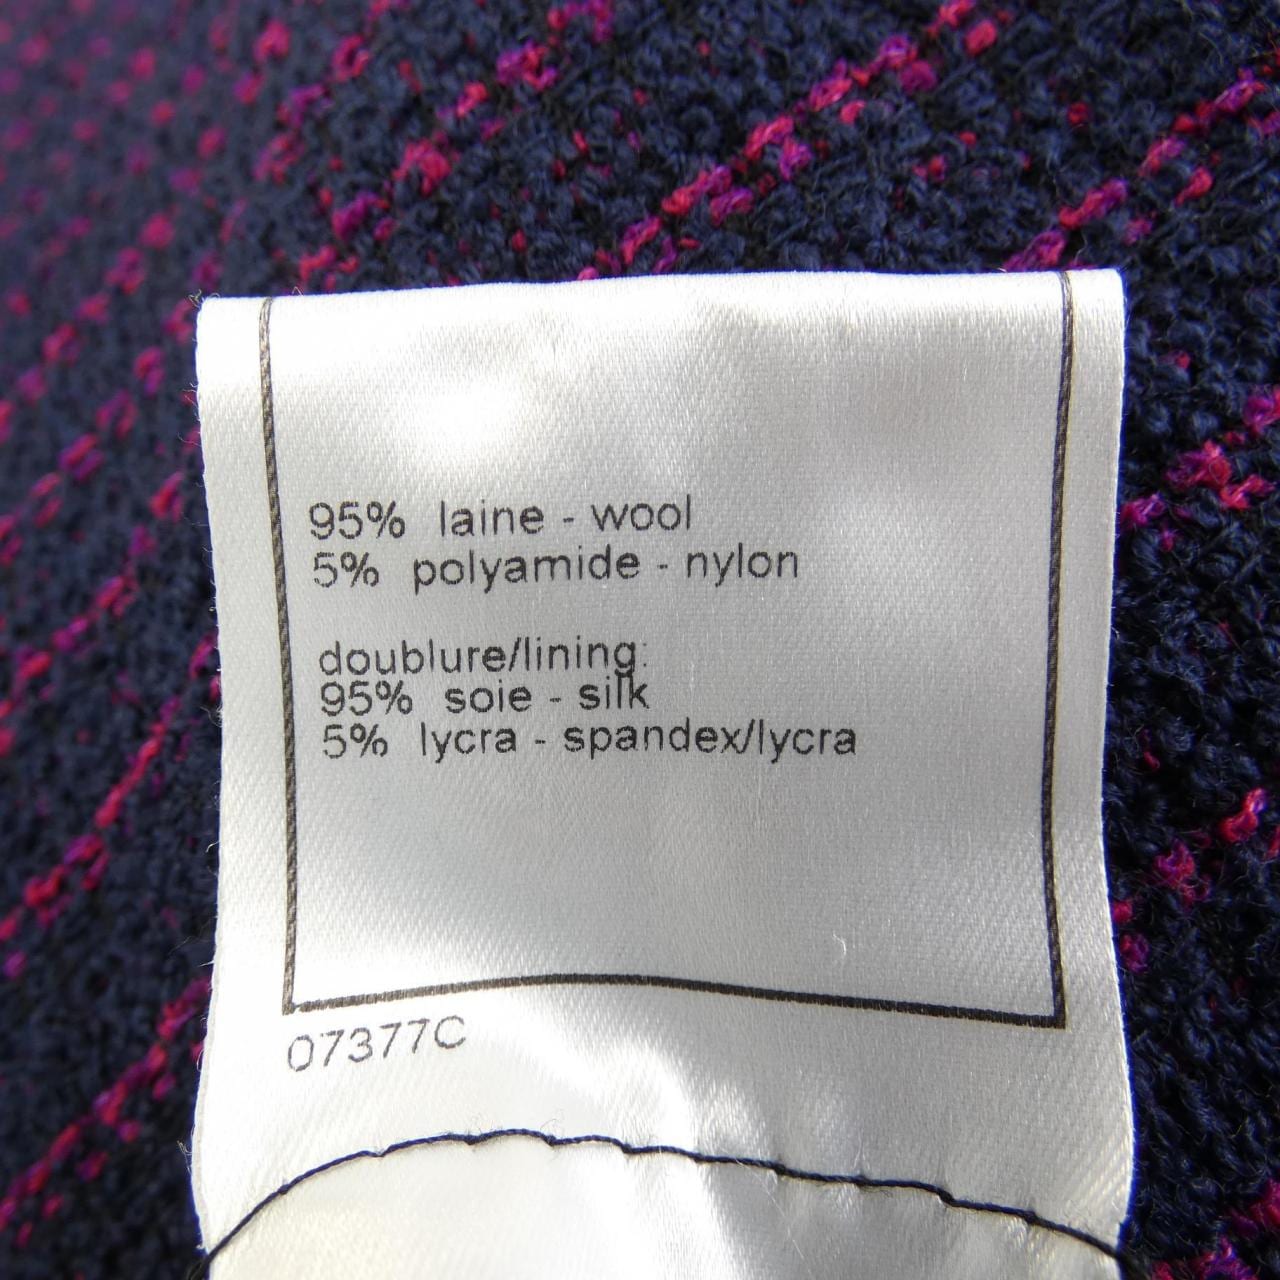 95% laine - wool
5% polyamide - nylon
doublure/lining:
95% soie - silk
5% lycra - spandex/lycra
07377C